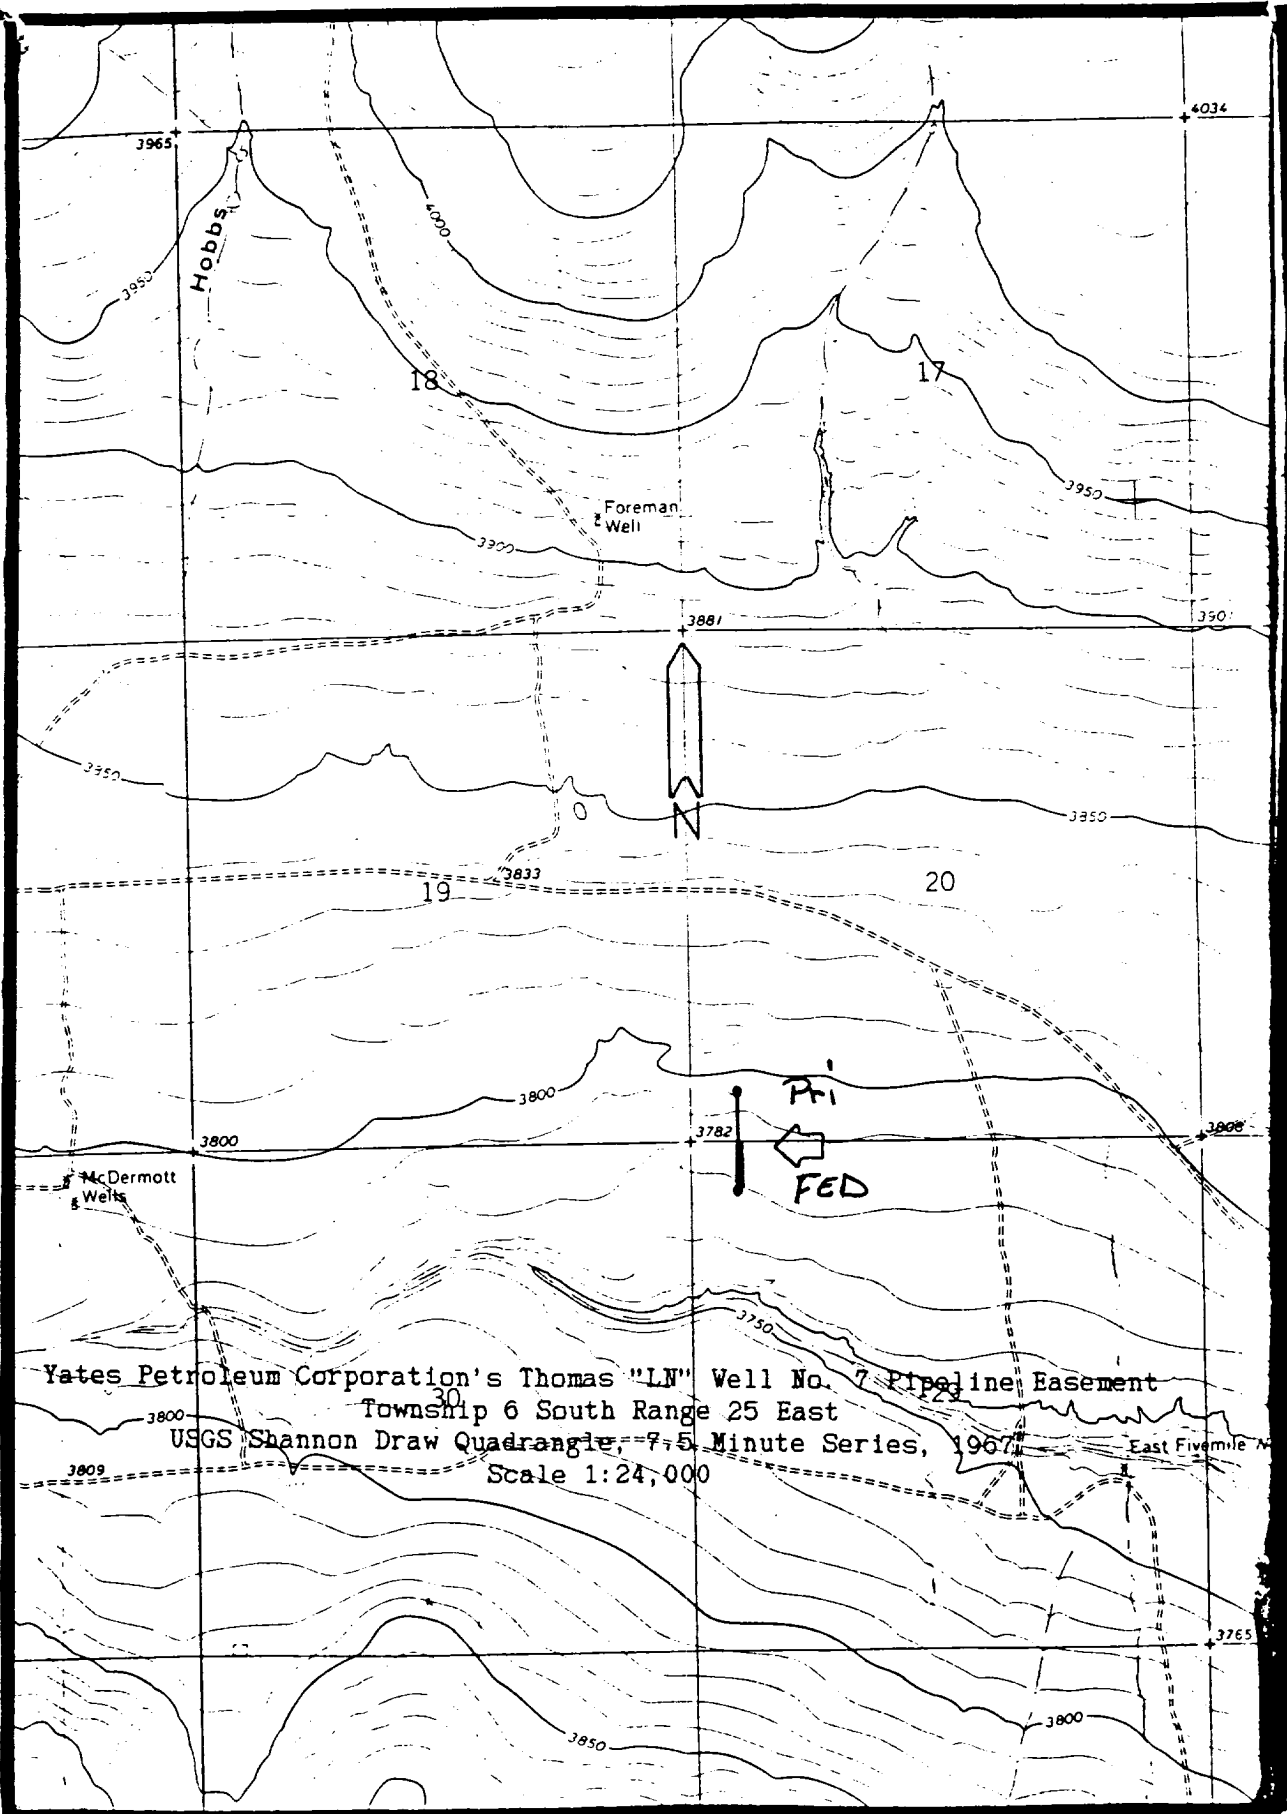 4034
3965
Hobbs
4000
3950
18
17
3950
Foreman
Well
3900
3881
390
3950
3850
3833
19
20
Pri
3800
3800
3782
3808
McDermott
Wells
FED
3750
Yates Petroleum Corporation's Thomas "LN" Well No. 7 Pipeline Easement
30
29
Township 6 South Range 25 East
3800
USGS Shannon Draw Quadrangle, 7.5 Minute Series, 1967
East Fivemile
3809
Scale 1:24,000
3765
3800
3850
N